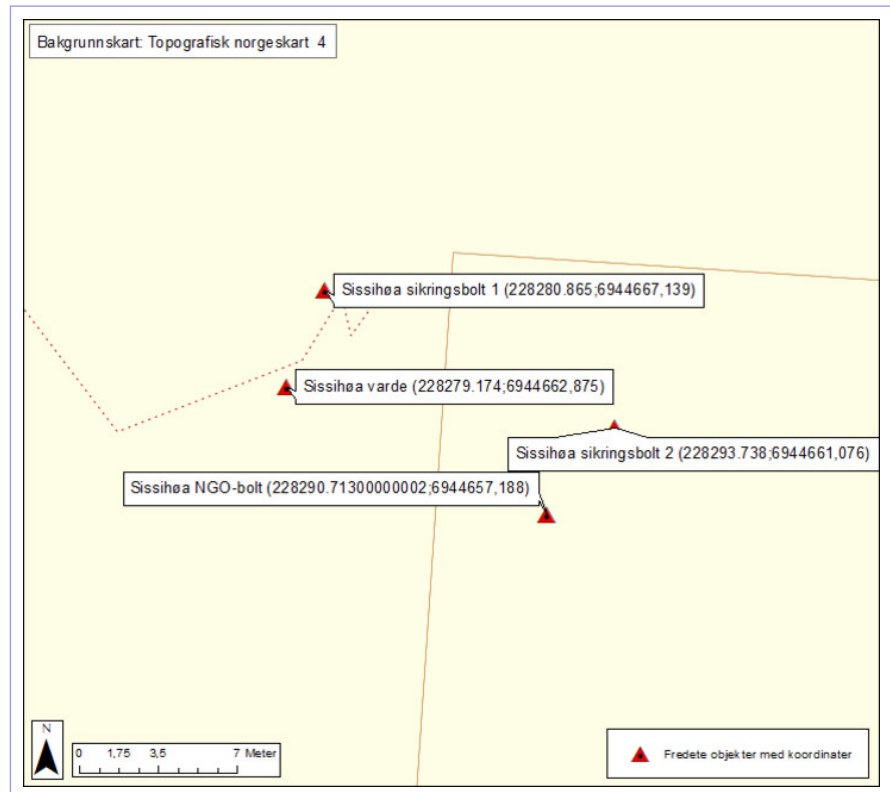 Bakgrunnskart: Topografisk norgeskart 4
Sissihøa sikringsbolt 1 (228280.865;6944667,139)
Sissihøa varde (228279.174;6944662,875)
Sissihøa sikringsbolt 2 (228293.738;6944661,076)
Sissihøa NGO-bolt (228290.71300000002;6944657,188)
N
0 1,75 3,5 7 Meter
Fredete objekter med koordinater